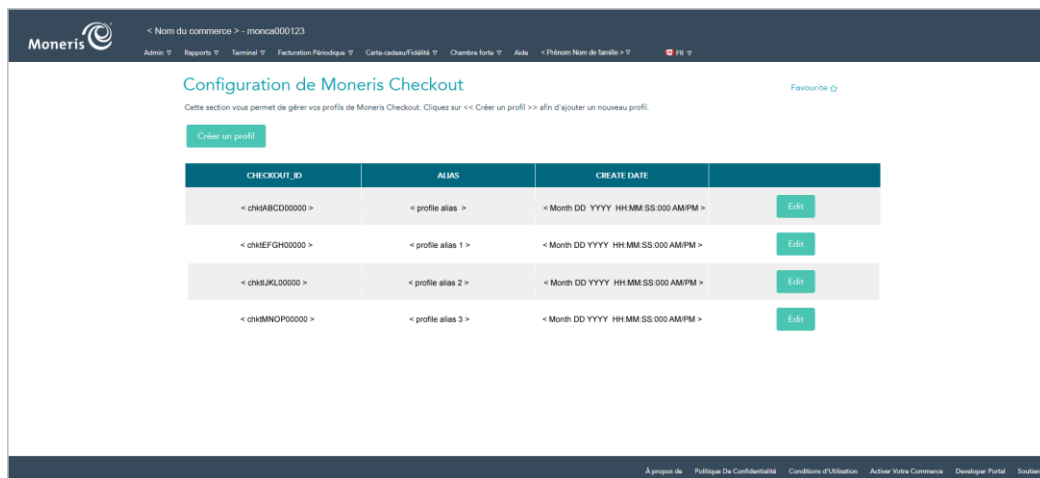 Moneris
< Nom du commerce > - monca000123
Admin ▽ Rapports ▽ Terminal ▽ Facturation Périodique ▽ Carte-cadeau/Fidélité ▽ Chambre forte ▽ Aide < Prénom Nom de famille > ▽ FR ▽
Configuration de Moneris Checkout
Favourite ☆
Cette section vous permet de gérer vos profils de Moneris Checkout. Cliquez sur << Créer un profil >> afin d'ajouter un nouveau profil.
Créer un profil
CHECKOUT_ID ALIAS CREATE DATE
< chktABCD00000 > < profile alias > < Month DD YYYY HH:MM:SS:000 AM/PM > Edit
< chktEFGH00000 > < profile alias 1 > < Month DD YYYY HH:MM:SS:000 AM/PM > Edit
< chktIJKL00000 > < profile alias 2 > < Month DD YYYY HH:MM:SS:000 AM/PM > Edit
< chktMNOP00000 > < profile alias 3 > < Month DD YYYY HH:MM:SS:000 AM/PM > Edit
À propos de Politique De Confidentialité Conditions d'Utilisation Activer Votre Commerce Developer Portal Soutien